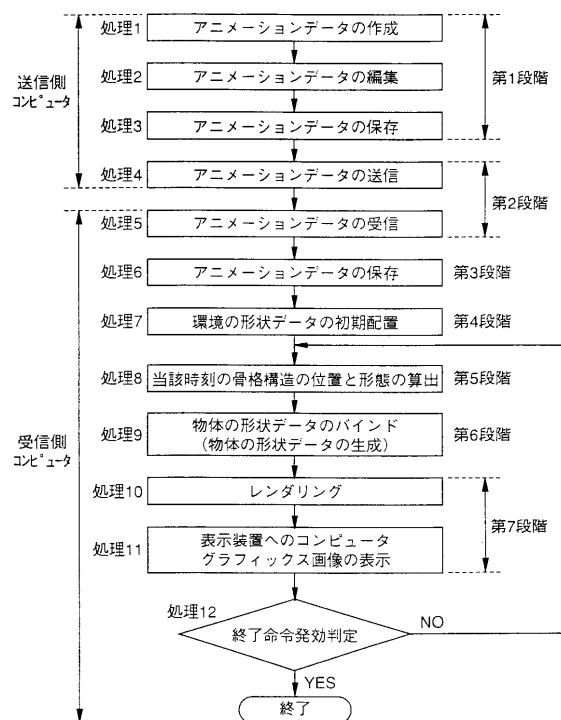 処理1
アニメーションデータの作成
処理2
アニメーションデータの編集
第1段階
送信側
コンピュータ
処理3
アニメーションデータの保存
処理4
アニメーションデータの送信
第2段階
処理5
アニメーションデータの受信
処理6
アニメーションデータの保存
第3段階
処理7
環境の形状データの初期配置
第4段階
処理8
当該時刻の骨格構造の位置と形態の算出
第5段階
処理9
物体の形状データのバインド
(物体の形状データの生成)
第6段階
受信側
コンピュータ
処理10
レンダリング
第7段階
処理11
表示装置へのコンピュータ
グラフィックス画像の表示
処理12
終了命令発効判定
NO
YES
終了